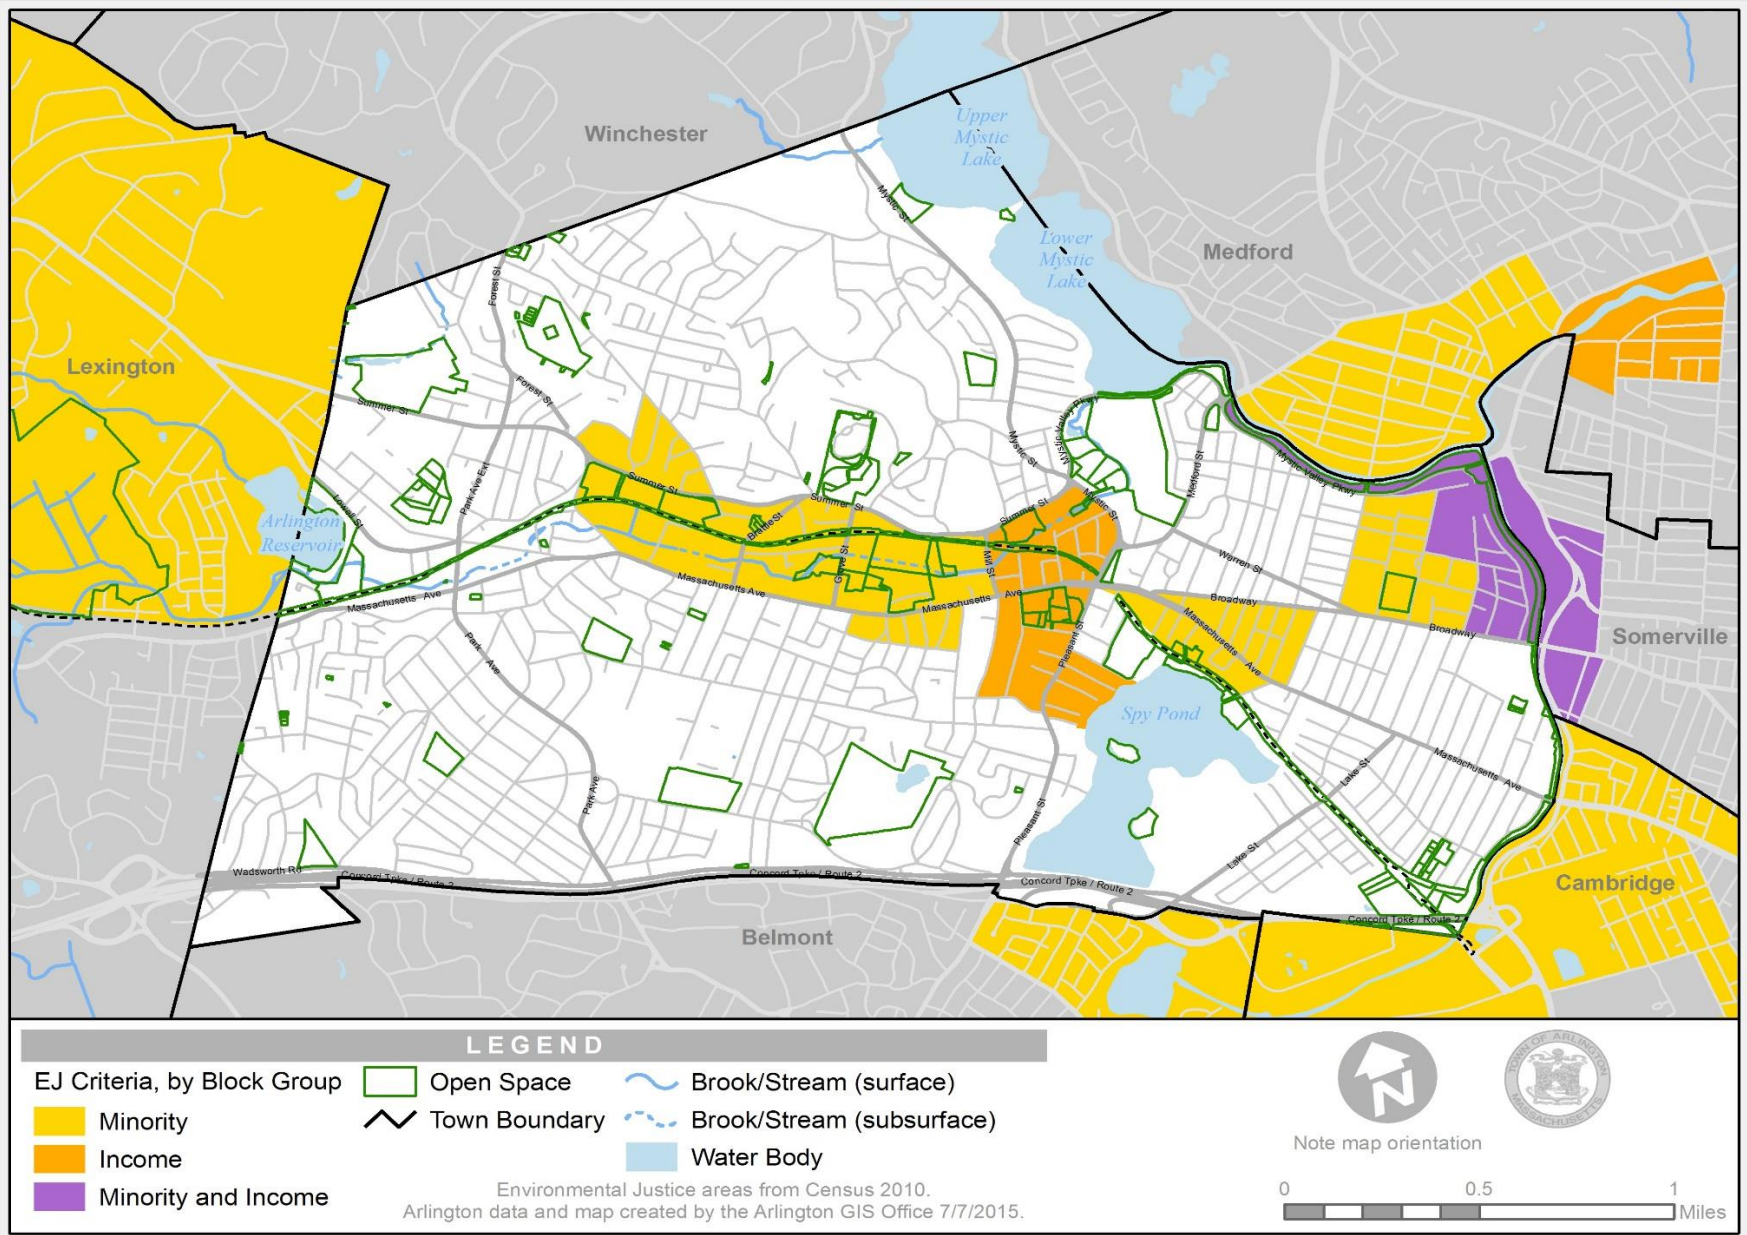 Winchester
Upper
Mystic
Lake
Mystic St
Lower
Mystic
Lake
Medford
Forest St
Lexington
Forest St
Summer St
Mystic Valley Pkwy
Mystic St
Medford St
Mystic Valley Pkwy
Park Ave Ext
Lowell St
Summer St
Summer St
Summer St
Mystic St
Arlington
Reservoir
Brattle St
Grove St
Mill St
Warren St
Massachusetts Ave
Massachusetts Ave
Massachusetts Ave
Broadway
Massachusetts Ave
Broadway
Somerville
Park Ave
Pleasant St
Spy Pond
Massachusetts Ave
Lake St
Park Ave
Pleasant St
Lake St
Wadsworth Rd
Concord Tpke / Route 2
Concord Tpke / Route 2
Concord Tpke / Route 2
Concord Tpke / Route 2
Cambridge
Belmont
LEGEND
EJ Criteria, by Block Group
Minority
Income
Minority and Income
Open Space
Town Boundary
Brook/Stream (surface)
Brook/Stream (subsurface)
Water Body
Environmental Justice areas from Census 2010.
Arlington data and map created by the Arlington GIS Office 7/7/2015.
N
Note map orientation
TOWN OF ARLINGTON
MASSACHUSETTS
0 0.5 1
Miles